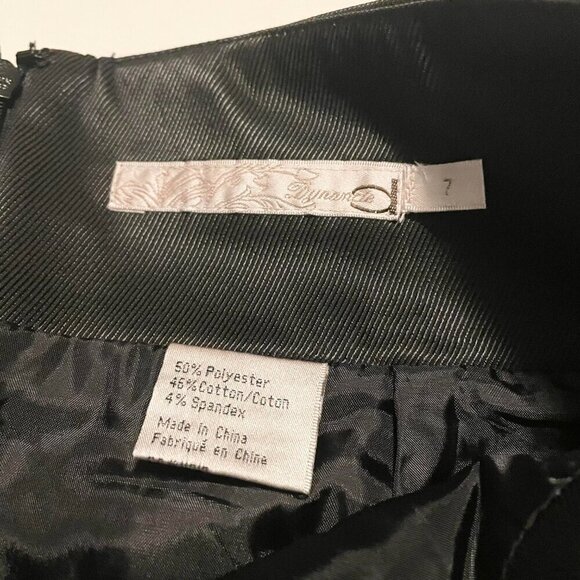 Dynamite
7
50% Polyester
46% Cotton/Coton
4% Spandex
Made in China
Fabriqué en Chine